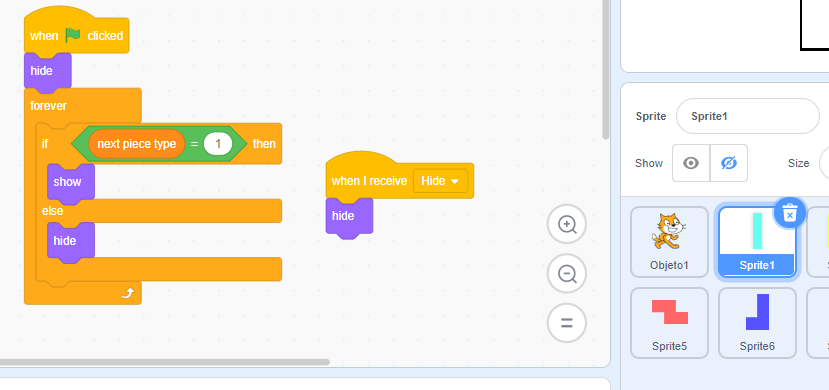 when clicked
hide
forever
if next piece type = 1 then
show
else
hide
when I receive Hide
hide
Sprite Sprite1
Show Size
Objeto1 Sprite1
Sprite5 Sprite6